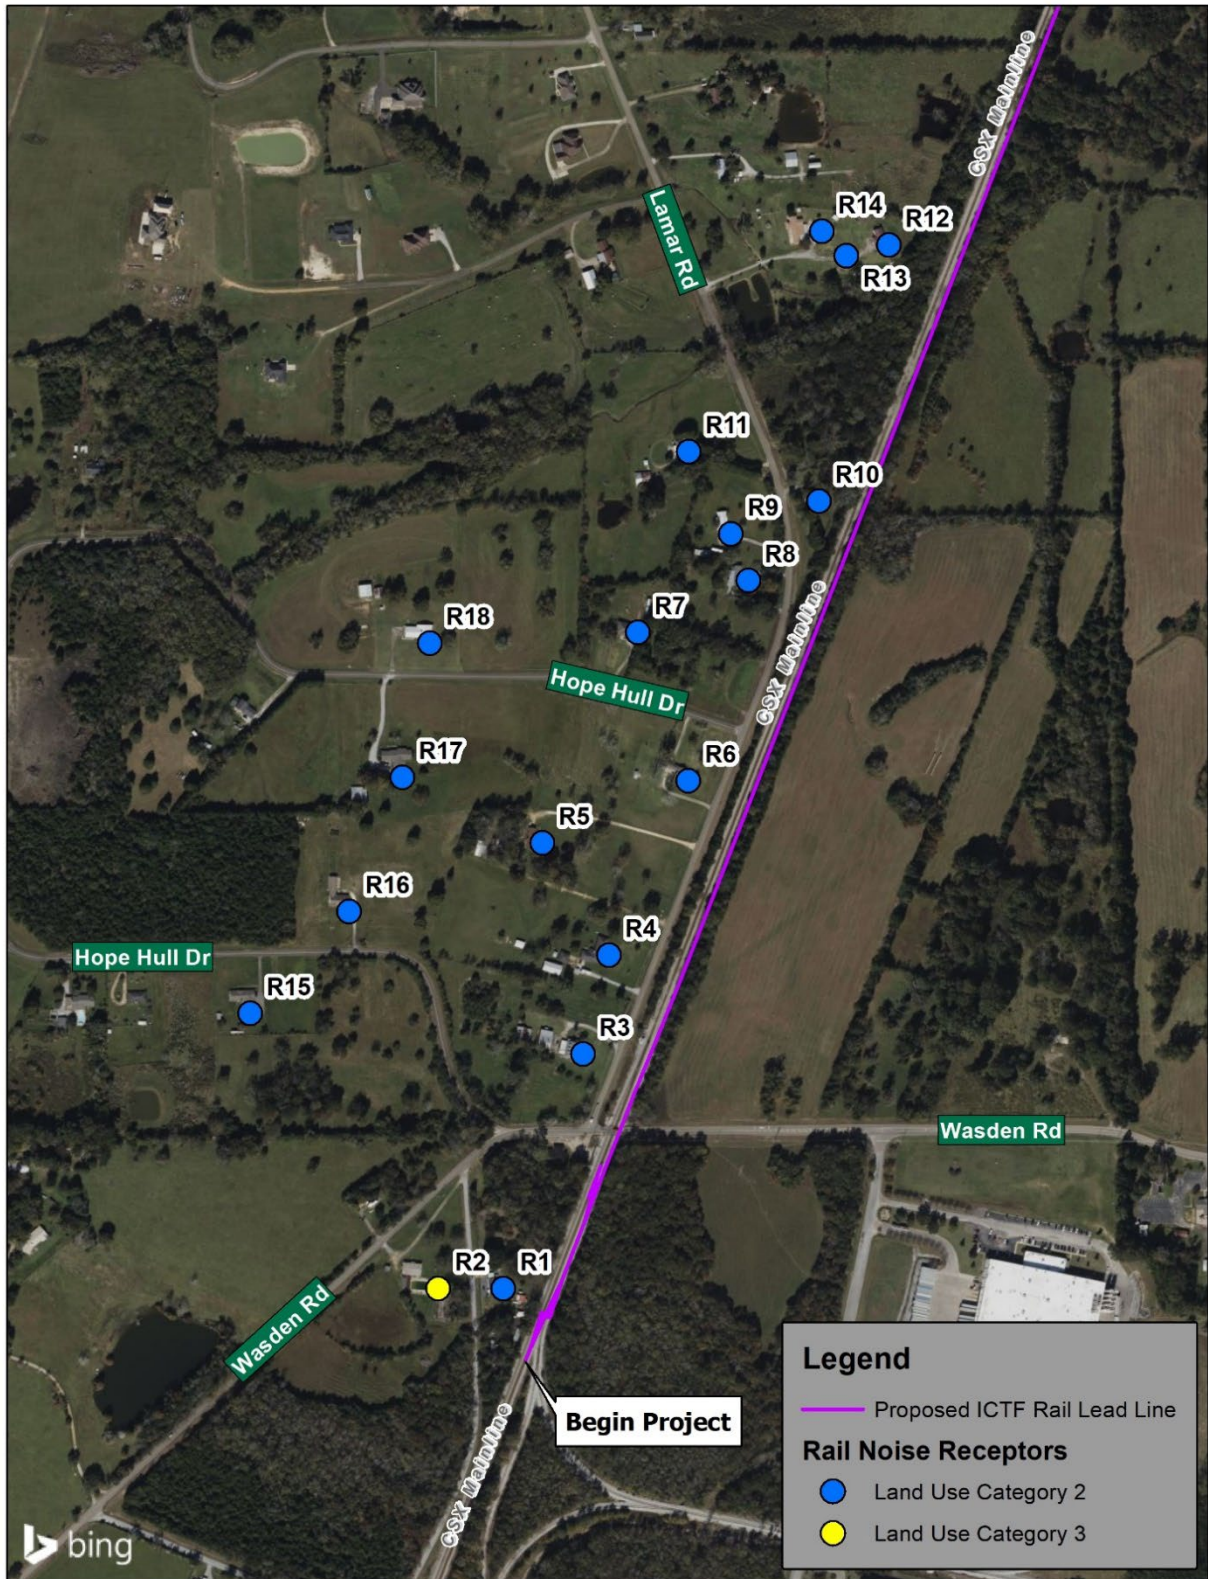 CSX Mainline
Lamar Rd
R14
R12
R13
R11
R10
R9
R8
R7
R18
CSX Mainline
Hope Hull Dr
R17
R6
R5
R16
R4
Hope Hull Dr
R15
R3
Wasden Rd
R2
R1
Wasden Rd
Begin Project
CSX Mainline
Legend
Proposed ICTF Rail Lead Line
Rail Noise Receptors
Land Use Category 2
Land Use Category 3
bing